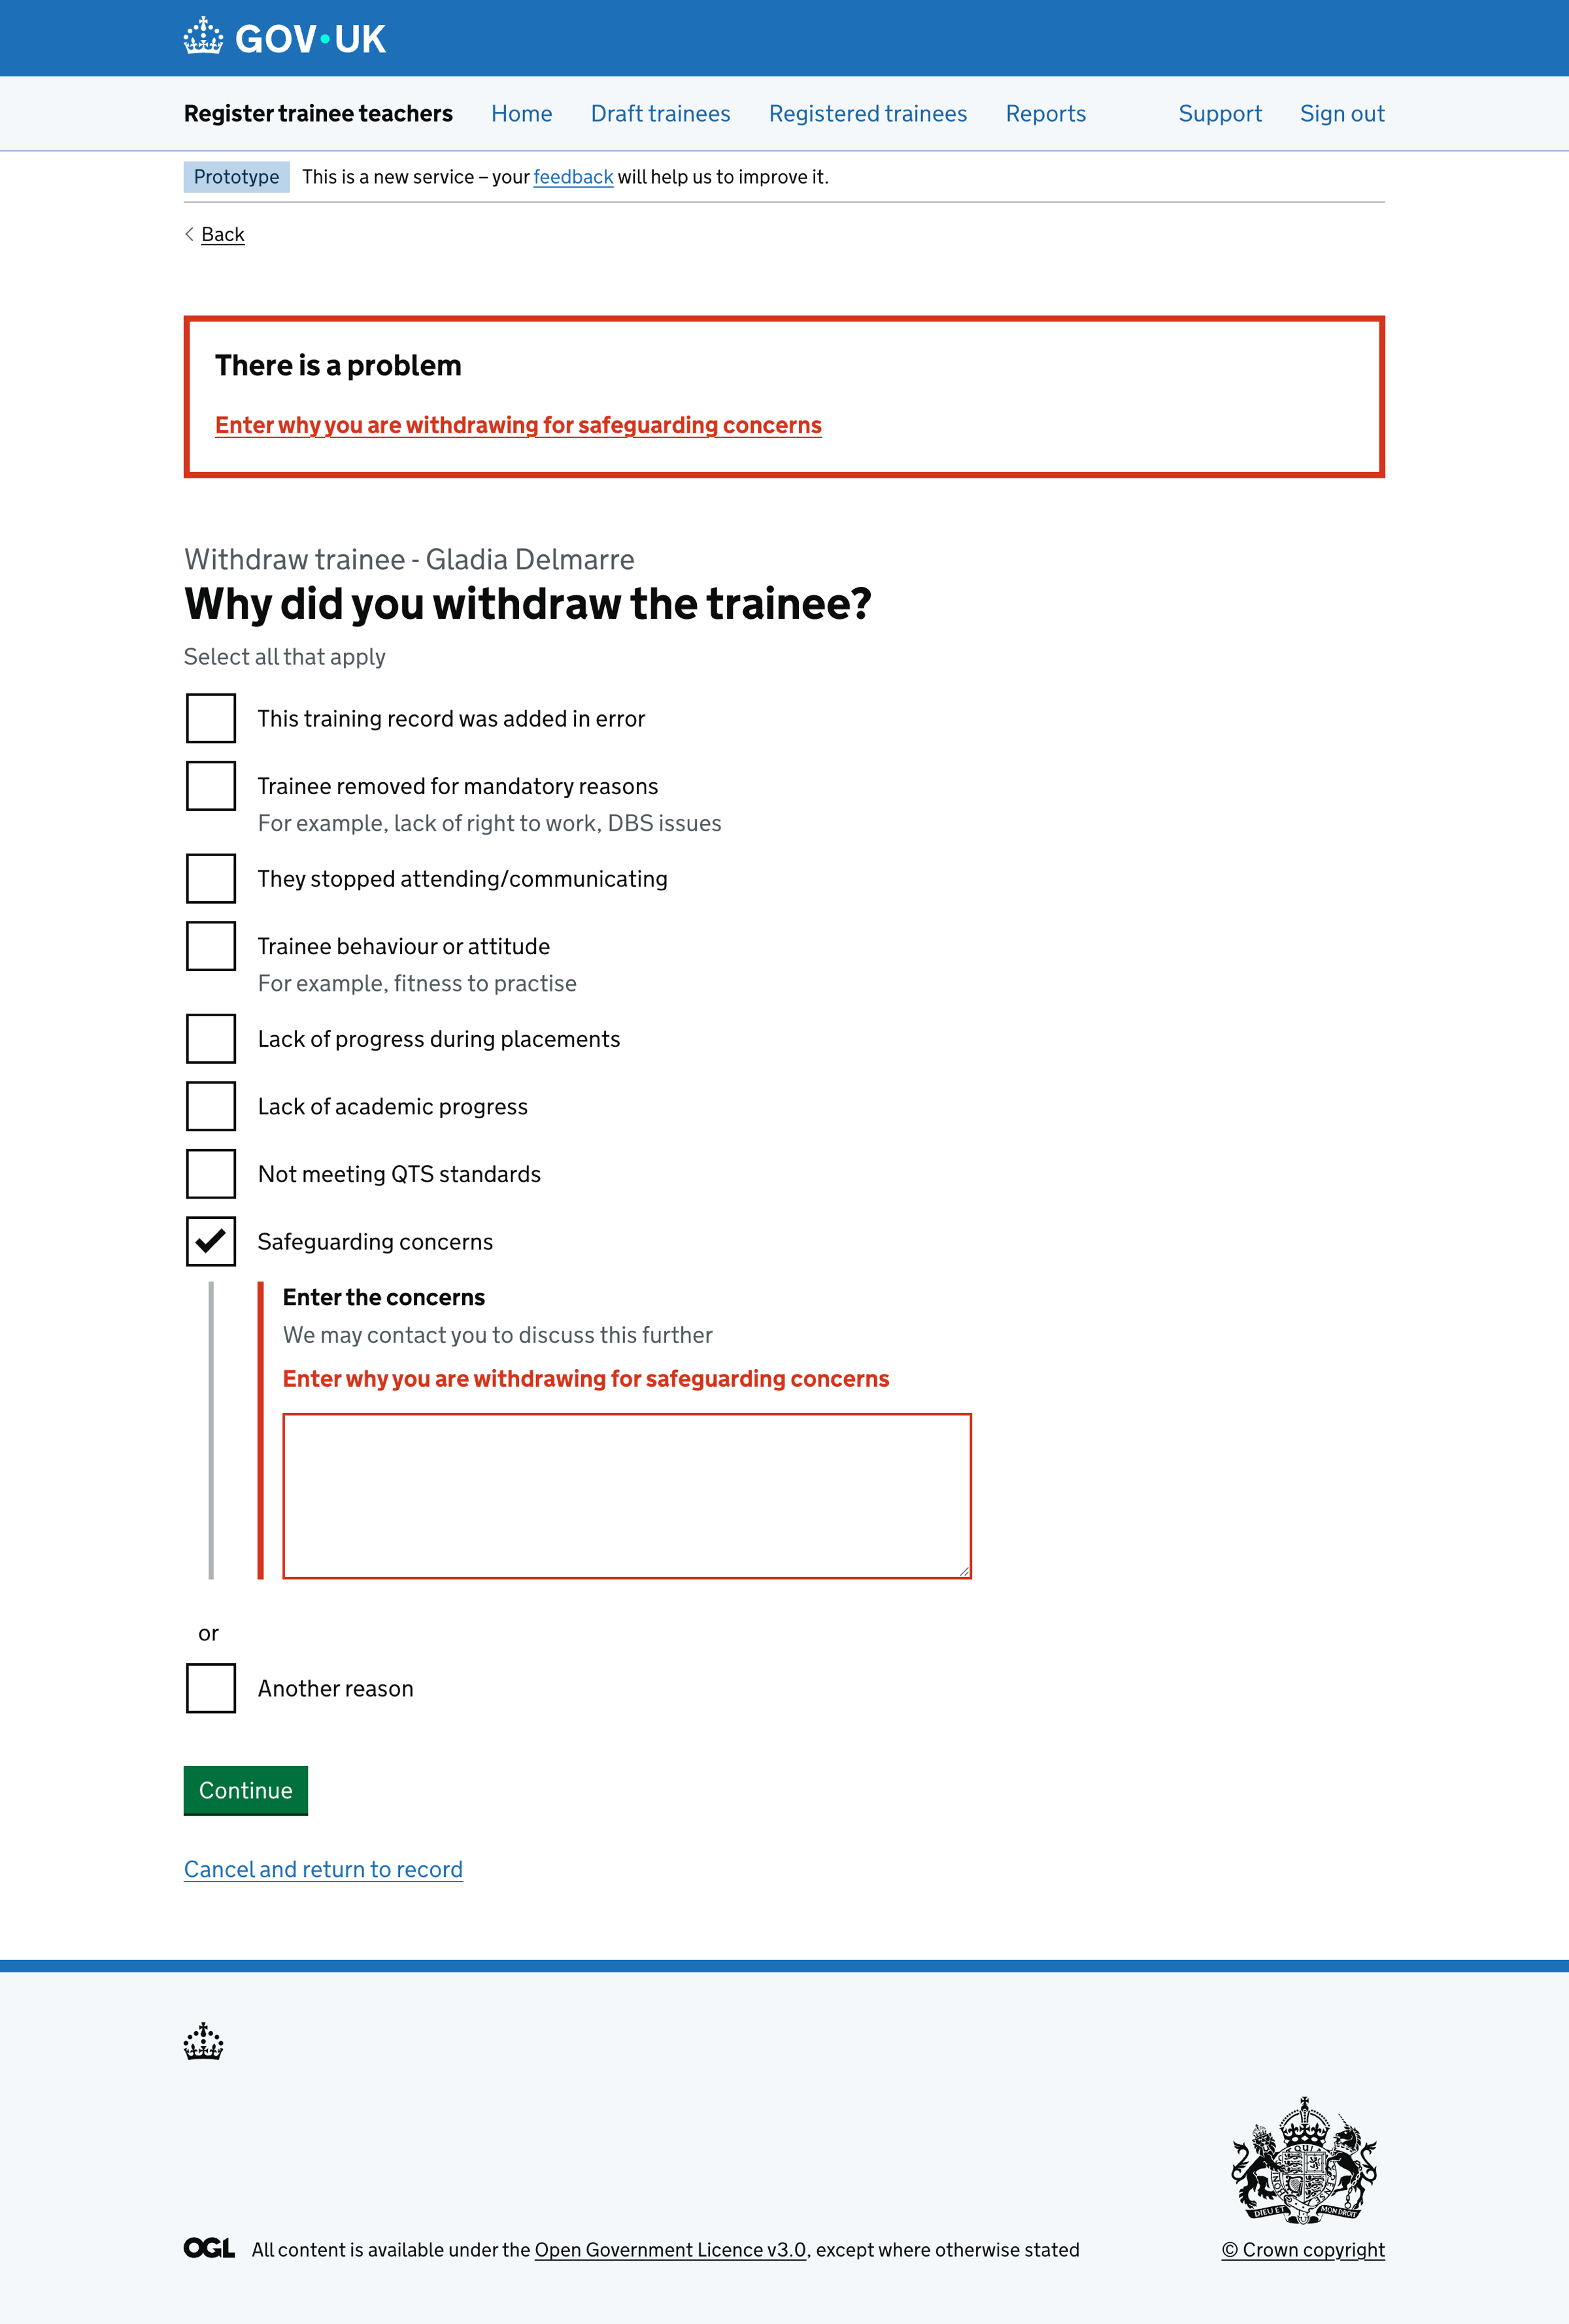 GOV·UK
Register trainee teachers Home Draft trainees Registered trainees Reports Support Sign out
Prototype This is a new service – your feedback will help us to improve it.
Back
There is a problem
Enter why you are withdrawing for safeguarding concerns
Withdraw trainee - Gladia Delmarre
Why did you withdraw the trainee?
Select all that apply
This training record was added in error
Trainee removed for mandatory reasons
For example, lack of right to work, DBS issues
They stopped attending/communicating
Trainee behaviour or attitude
For example, fitness to practise
Lack of progress during placements
Lack of academic progress
Not meeting QTS standards
Safeguarding concerns
Enter the concerns
We may contact you to discuss this further
Enter why you are withdrawing for safeguarding concerns
or
Another reason
Continue
Cancel and return to record
DIEU ET MON DROIT
OGL All content is available under the Open Government Licence v3.0, except where otherwise stated
© Crown copyright